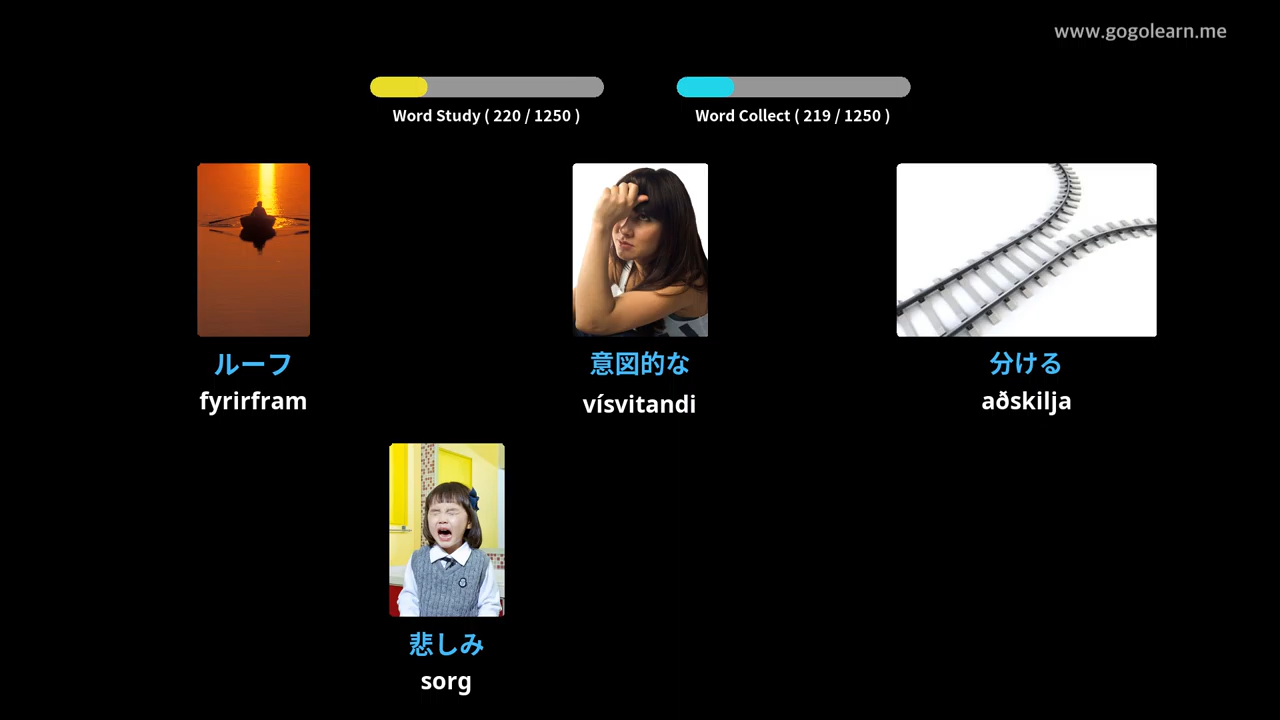 www.gogolearn.me
Word Study ( 220 / 1250 )
Word Collect ( 219 / 1250 )
ルーフ
fyrirfram
意図的な
vísvitandi
分ける
aðskilja
悲しみ
sorg